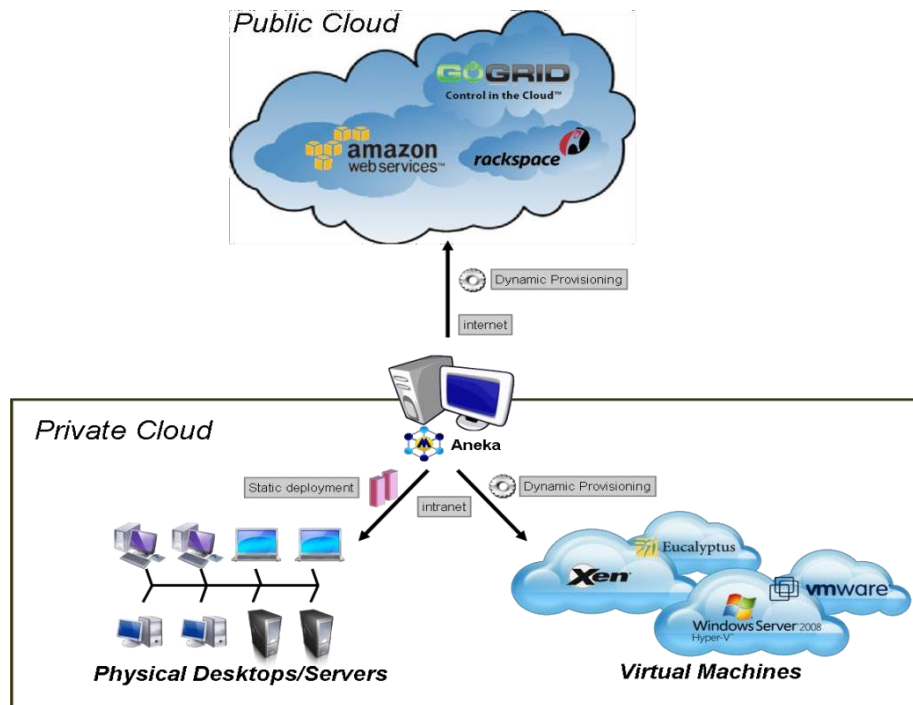 Public Cloud
GOGRID
Control in the Cloud™
amazon
web services™
rackspace
Dynamic Provisioning
internet
Private Cloud
Aneka
Static deployment
Dynamic Provisioning
intranet
Eucalyptus
Xen
vmware
Windows Server 2008
Hyper-V
Physical Desktops/Servers
Virtual Machines